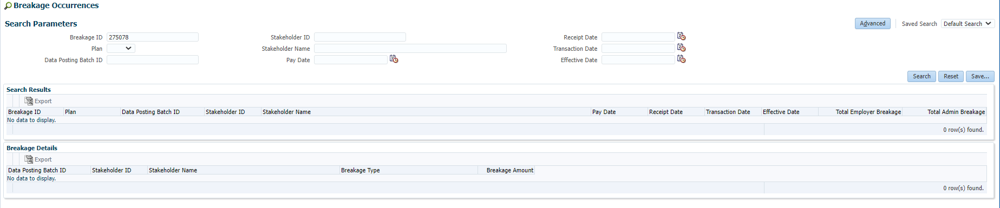 Breakage Occurrences
Search Parameters
Advanced Saved Search Default Search
Breakage ID 275078 Stakeholder ID Receipt Date
Plan Stakeholder Name Transaction Date
Data Posting Batch ID Pay Date Effective Date
Search Reset Save...
Search Results
Export
Breakage ID Plan Data Posting Batch ID Stakeholder ID Stakeholder Name Pay Date Receipt Date Transaction Date Effective Date Total Employer Breakage Total Admin Breakage
No data to display.
0 row(s) found.
Breakage Details
Export
Data Posting Batch ID Stakeholder ID Stakeholder Name Breakage Type Breakage Amount
No data to display.
0 row(s) found.